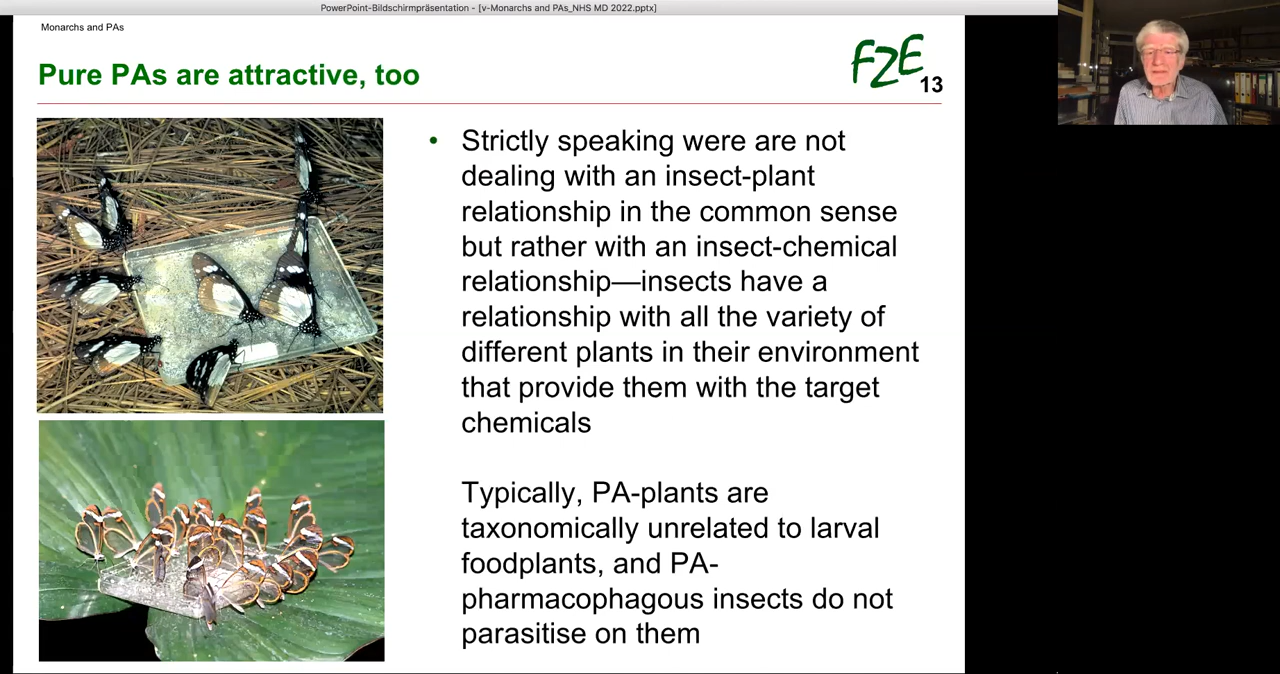 PowerPoint-Bildschirmpräsentation - [v-Monarchs and PAs_NHS MD 2022.pptx]
Monarchs and PAs
Pure PAs are attractive, too
FZE
13
• Strictly speaking were are not
dealing with an insect-plant
relationship in the common sense
but rather with an insect-chemical
relationship—insects have a
relationship with all the variety of
different plants in their environment
that provide them with the target
chemicals
Typically, PA-plants are
taxonomically unrelated to larval
foodplants, and PA-
pharmacophagous insects do not
parasitise on them